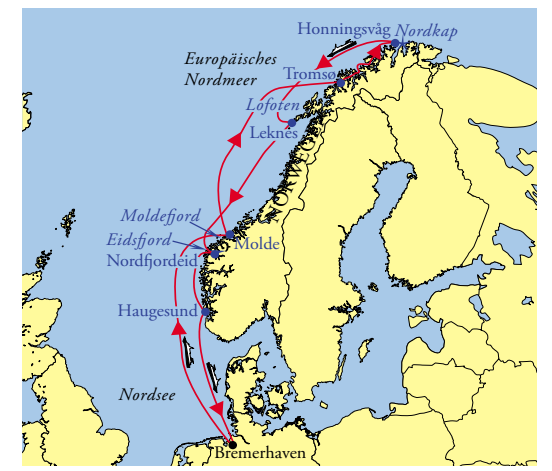 Honningsvåg
Nordkap
Europäisches
Nordmeer
Tromsø
Lofoten
Leknes
NORWEGEN
Moldefjord
Eidsfjord
Molde
Nordfjordeid
Haugesund
Nordsee
Bremerhaven